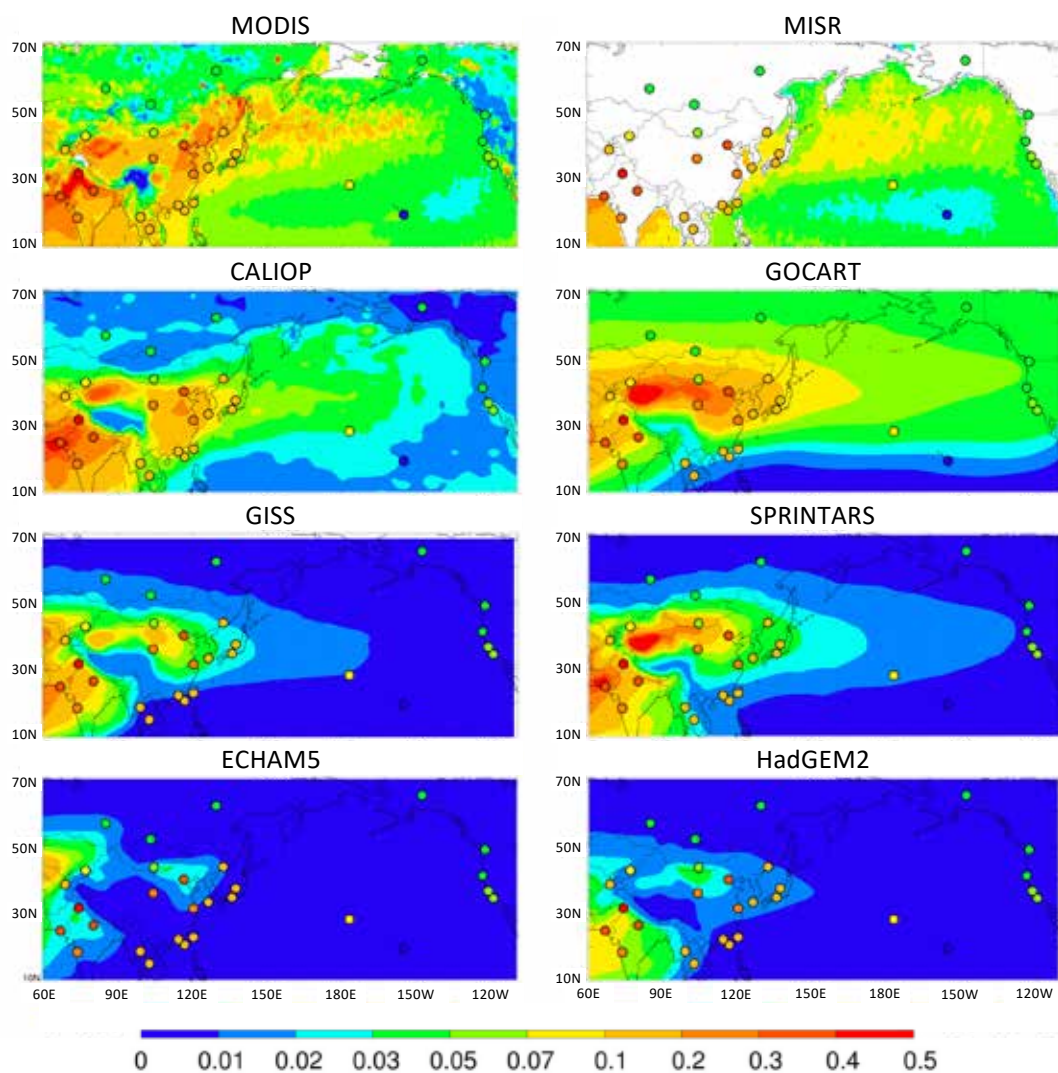 MODIS MISR
70N 70N
50N 50N
30N 30N
10N 10N
CALIOP GOCART
70N 70N
50N 50N
30N 30N
10N 10N
GISS SPRINTARS
70N 70N
50N 50N
30N 30N
10N 10N
ECHAM5 HadGEM2
70N 70N
50N 50N
30N 30N
10N 10N
60E 90E 120E 150E 180E 150W 120W 60E 90E 120E 150E 180E 150W 120W
0 0.01 0.02 0.03 0.05 0.07 0.1 0.2 0.3 0.4 0.5